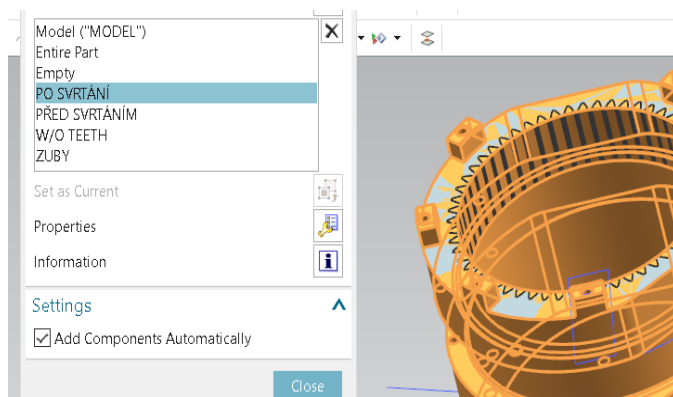 Model ("MODEL")
Entire Part
Empty
PO SVRTÁNÍ
PŘED SVRTÁNÍM
W/O TEETH
ZUBY
Set as Current
Properties
Information
Settings
Add Components Automatically
Close